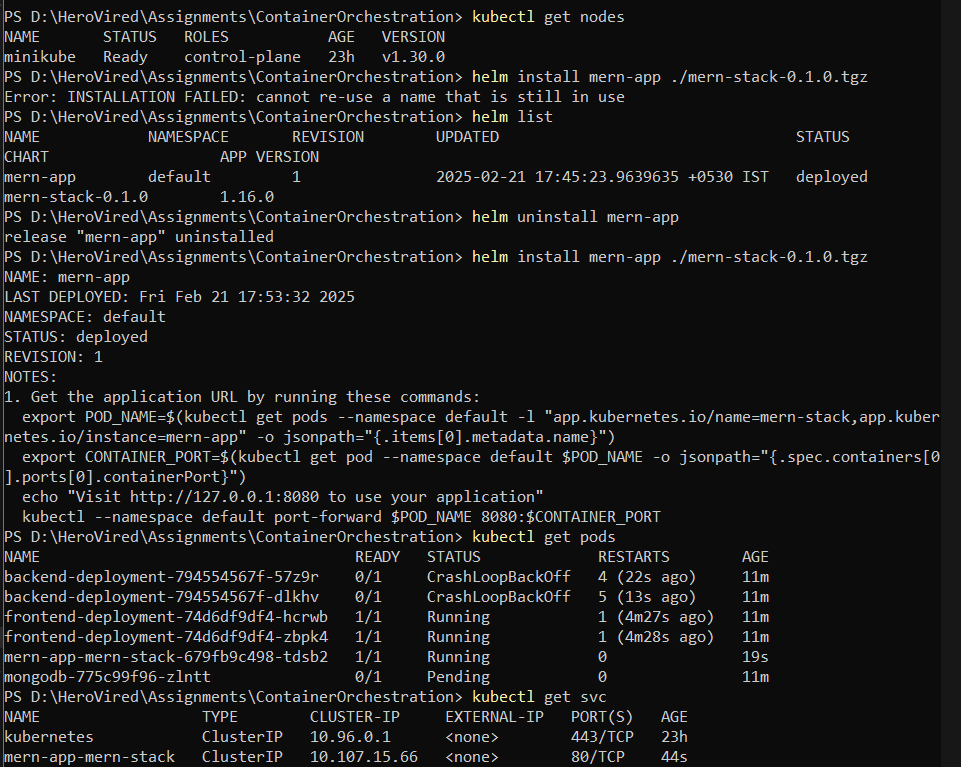 PS D:\HeroVired\Assignments\ContainerOrchestration> kubectl get nodes
NAME       STATUS   ROLES           AGE   VERSION
minikube   Ready    control-plane   23h   v1.30.0
PS D:\HeroVired\Assignments\ContainerOrchestration> helm install mern-app ./mern-stack-0.1.0.tgz
Error: INSTALLATION FAILED: cannot re-use a name that is still in use
PS D:\HeroVired\Assignments\ContainerOrchestration> helm list
NAME            NAMESPACE       REVISION        UPDATED                                 STATUS
CHART                   APP VERSION
mern-app        default         1               2025-02-21 17:45:23.9639635 +0530 IST   deployed
mern-stack-0.1.0        1.16.0
PS D:\HeroVired\Assignments\ContainerOrchestration> helm uninstall mern-app
release "mern-app" uninstalled
PS D:\HeroVired\Assignments\ContainerOrchestration> helm install mern-app ./mern-stack-0.1.0.tgz
NAME: mern-app
LAST DEPLOYED: Fri Feb 21 17:53:32 2025
NAMESPACE: default
STATUS: deployed
REVISION: 1
NOTES:
1. Get the application URL by running these commands:
  export POD_NAME=$(kubectl get pods --namespace default -l "app.kubernetes.io/name=mern-stack,app.kuber
netes.io/instance=mern-app" -o jsonpath="{.items[0].metadata.name}")
  export CONTAINER_PORT=$(kubectl get pod --namespace default $POD_NAME -o jsonpath="{.spec.containers[0
].ports[0].containerPort}")
  echo "Visit http://127.0.0.1:8080 to use your application"
  kubectl --namespace default port-forward $POD_NAME 8080:$CONTAINER_PORT
PS D:\HeroVired\Assignments\ContainerOrchestration> kubectl get pods
NAME                                   READY   STATUS             RESTARTS        AGE
backend-deployment-794554567f-57z9r    0/1     CrashLoopBackOff   4 (22s ago)     11m
backend-deployment-794554567f-dlkhv    0/1     CrashLoopBackOff   5 (13s ago)     11m
frontend-deployment-74d6df9df4-hcrwb   1/1     Running            1 (4m27s ago)   11m
frontend-deployment-74d6df9df4-zbpk4   1/1     Running            1 (4m28s ago)   11m
mern-app-mern-stack-679fb9c498-tdsb2   1/1     Running            0               19s
mongodb-775c99f96-zlntt                0/1     Pending            0               11m
PS D:\HeroVired\Assignments\ContainerOrchestration> kubectl get svc
NAME                  TYPE        CLUSTER-IP     EXTERNAL-IP   PORT(S)   AGE
kubernetes            ClusterIP   10.96.0.1      <none>        443/TCP   23h
mern-app-mern-stack   ClusterIP   10.107.15.66   <none>        80/TCP    44s